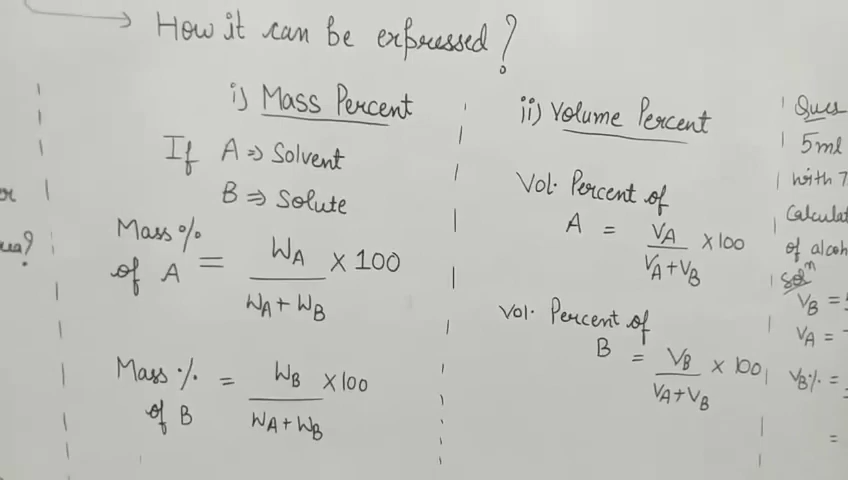 How it can be expressed?
i) Mass Percent
If A => Solvent
B => Solute
Mass % of A = WA / WA + WB × 100
Mass % of B = WB / WA + WB × 100
ii) Volume Percent
Vol. Percent of
A = VA / VA + VB × 100
Vol. Percent of
B = VB / VA + VB × 100
Ques
5ml
with 7
Calculat
of alcoh
Solⁿ
VB =
VA =
VB% =
=